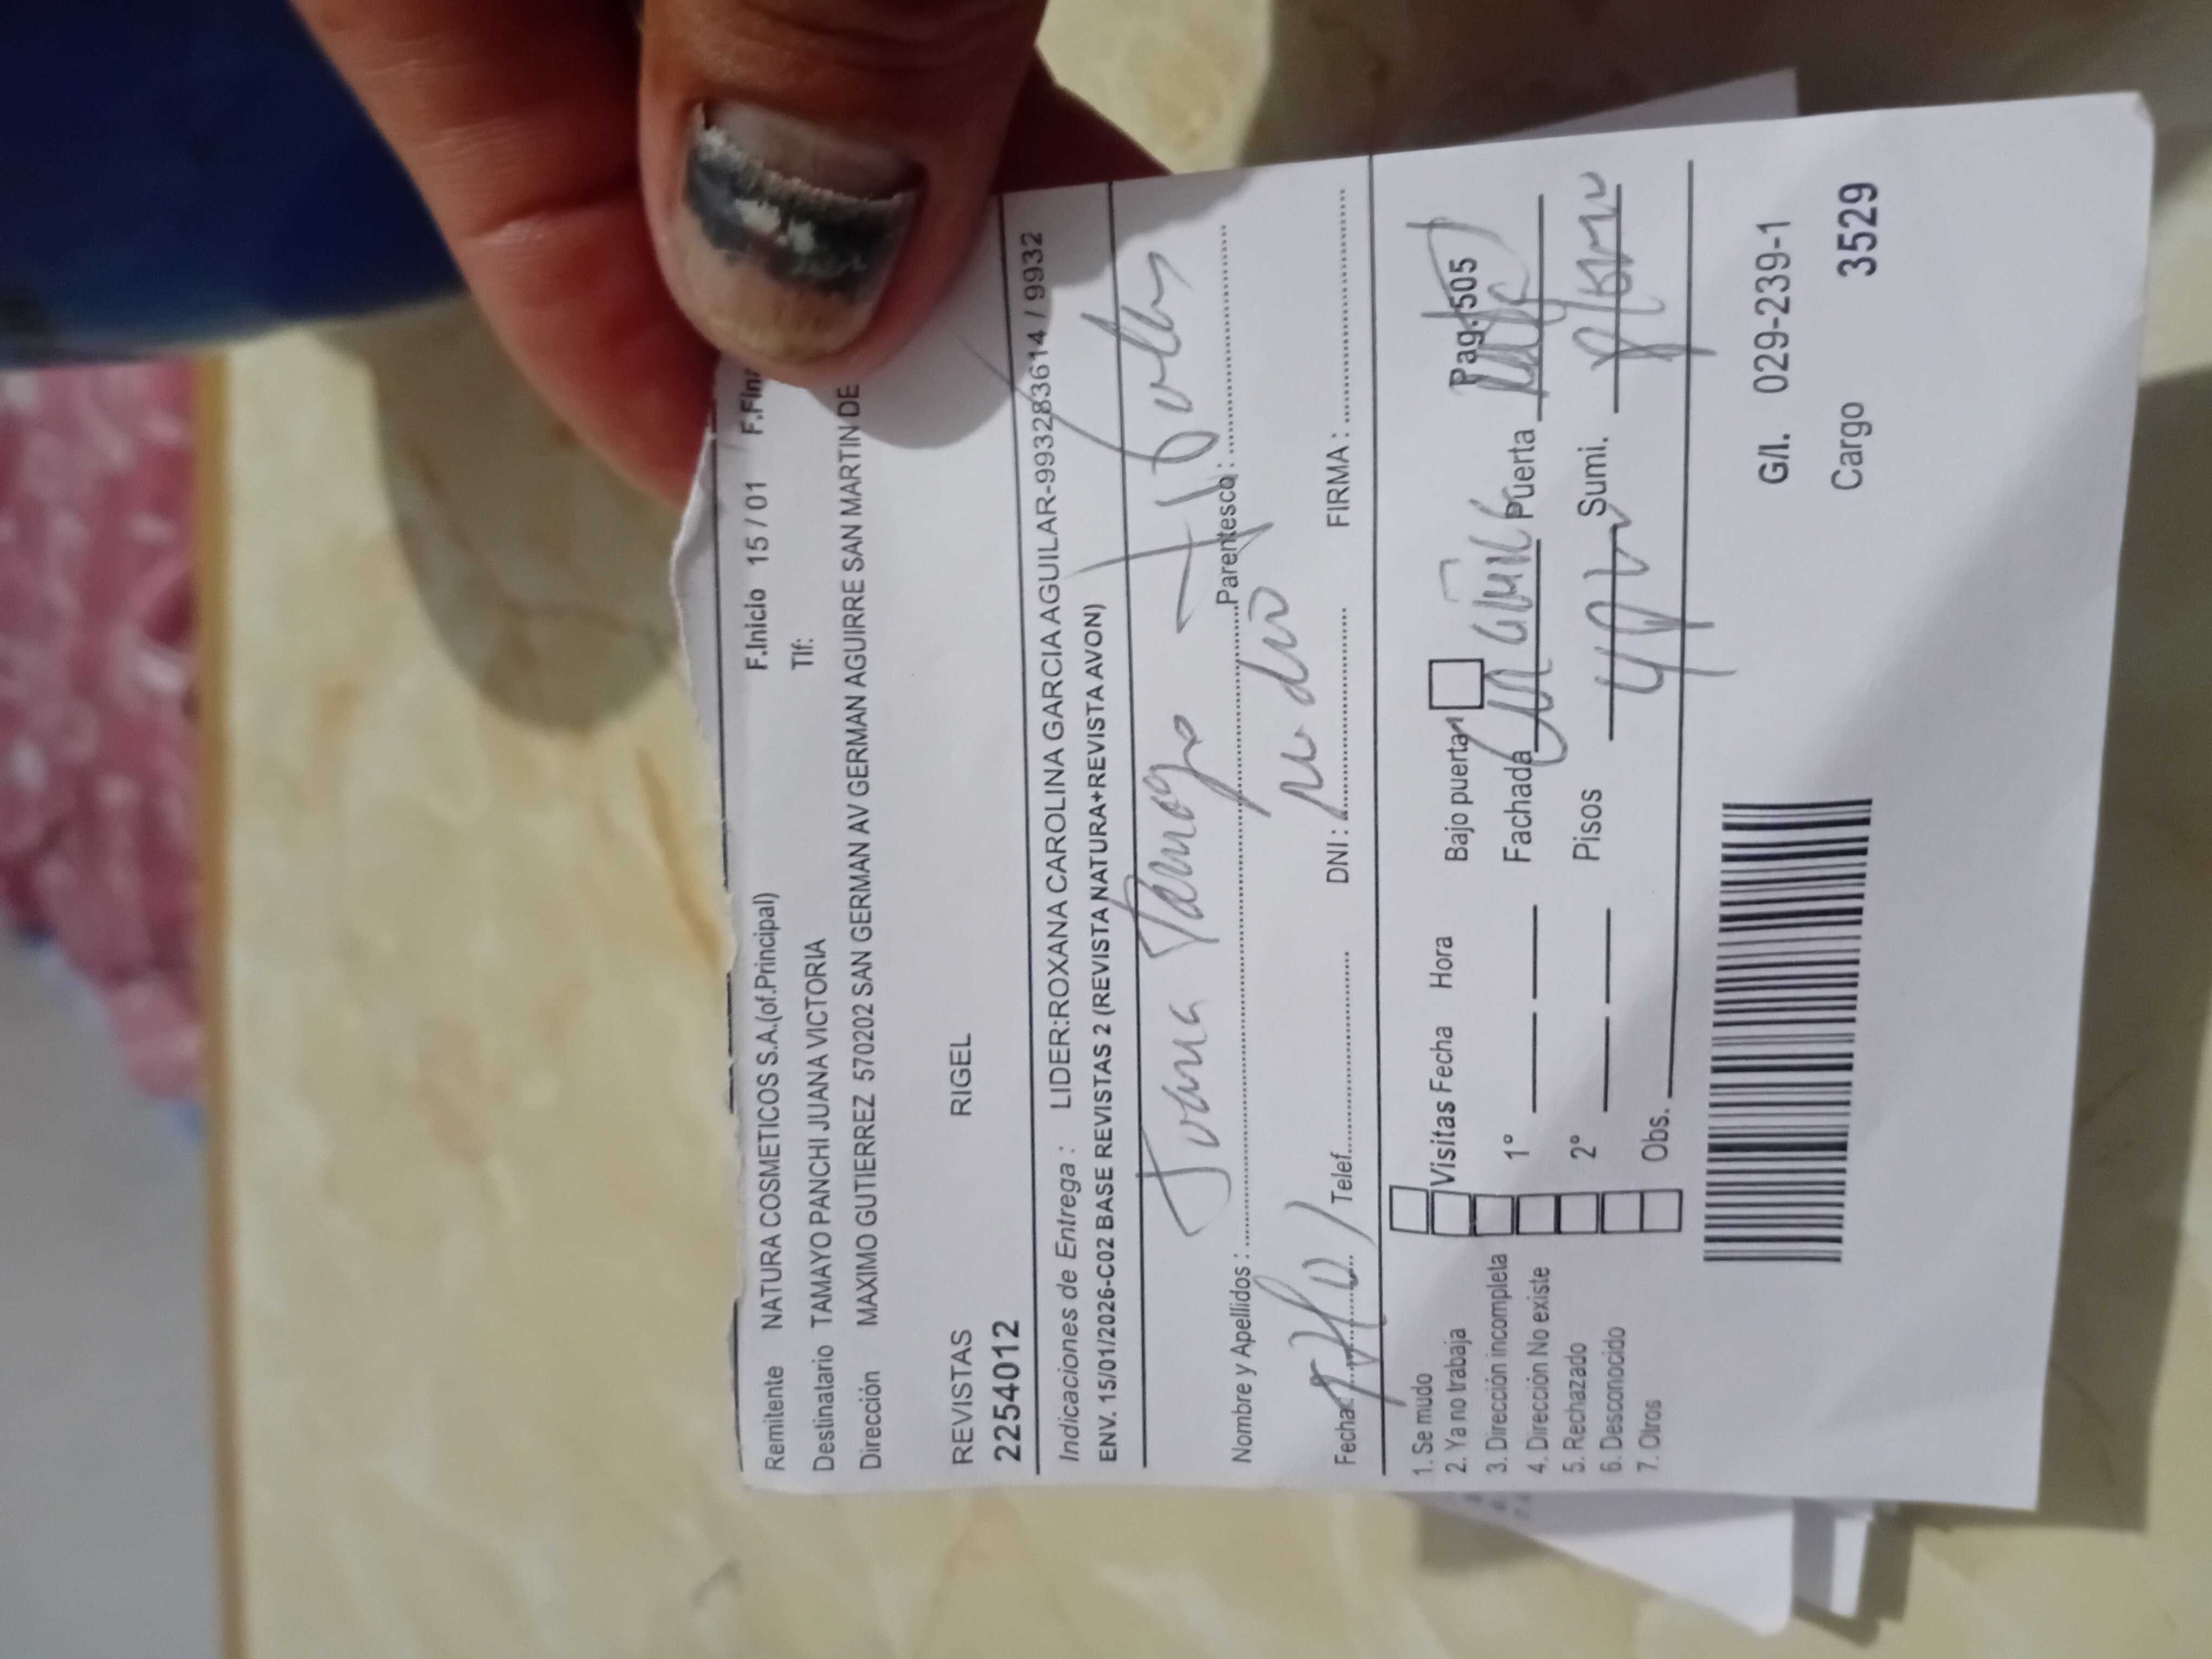 F.Inicio 15 / 01 F.Fin
Remitente NATURA COSMETICOS S.A.(of.Principal) Tlf:
Destinatario TAMAYO PANCHI JUANA VICTORIA
Dirección MAXIMO GUTIERREZ 570202 SAN GERMAN AV GERMAN AGUIRRE SAN MARTIN DE
REVISTAS RIGEL
2254012
Indicaciones de Entrega : LIDER:ROXANA CAROLINA GARCIA AGUILAR-993283614 / 9932
ENV. 15/01/2026-C02 BASE REVISTAS 2 (REVISTA NATURA+REVISTA AVON)
Juana Tamayo
Nombre y Apellidos : Parentesco :
Fecha: Telef. DNI : FIRMA :
1. Se mudo
2. Ya no trabaja
3. Dirección incompleta
4. Dirección No existe
5. Rechazado
6. Desconocido
7. Otros
Visitas Fecha Hora Bajo puerta Pag:505
1° Fachada Puerta
2° Pisos Sumi.
Obs.
G/I. 029-239-1
Cargo 3529